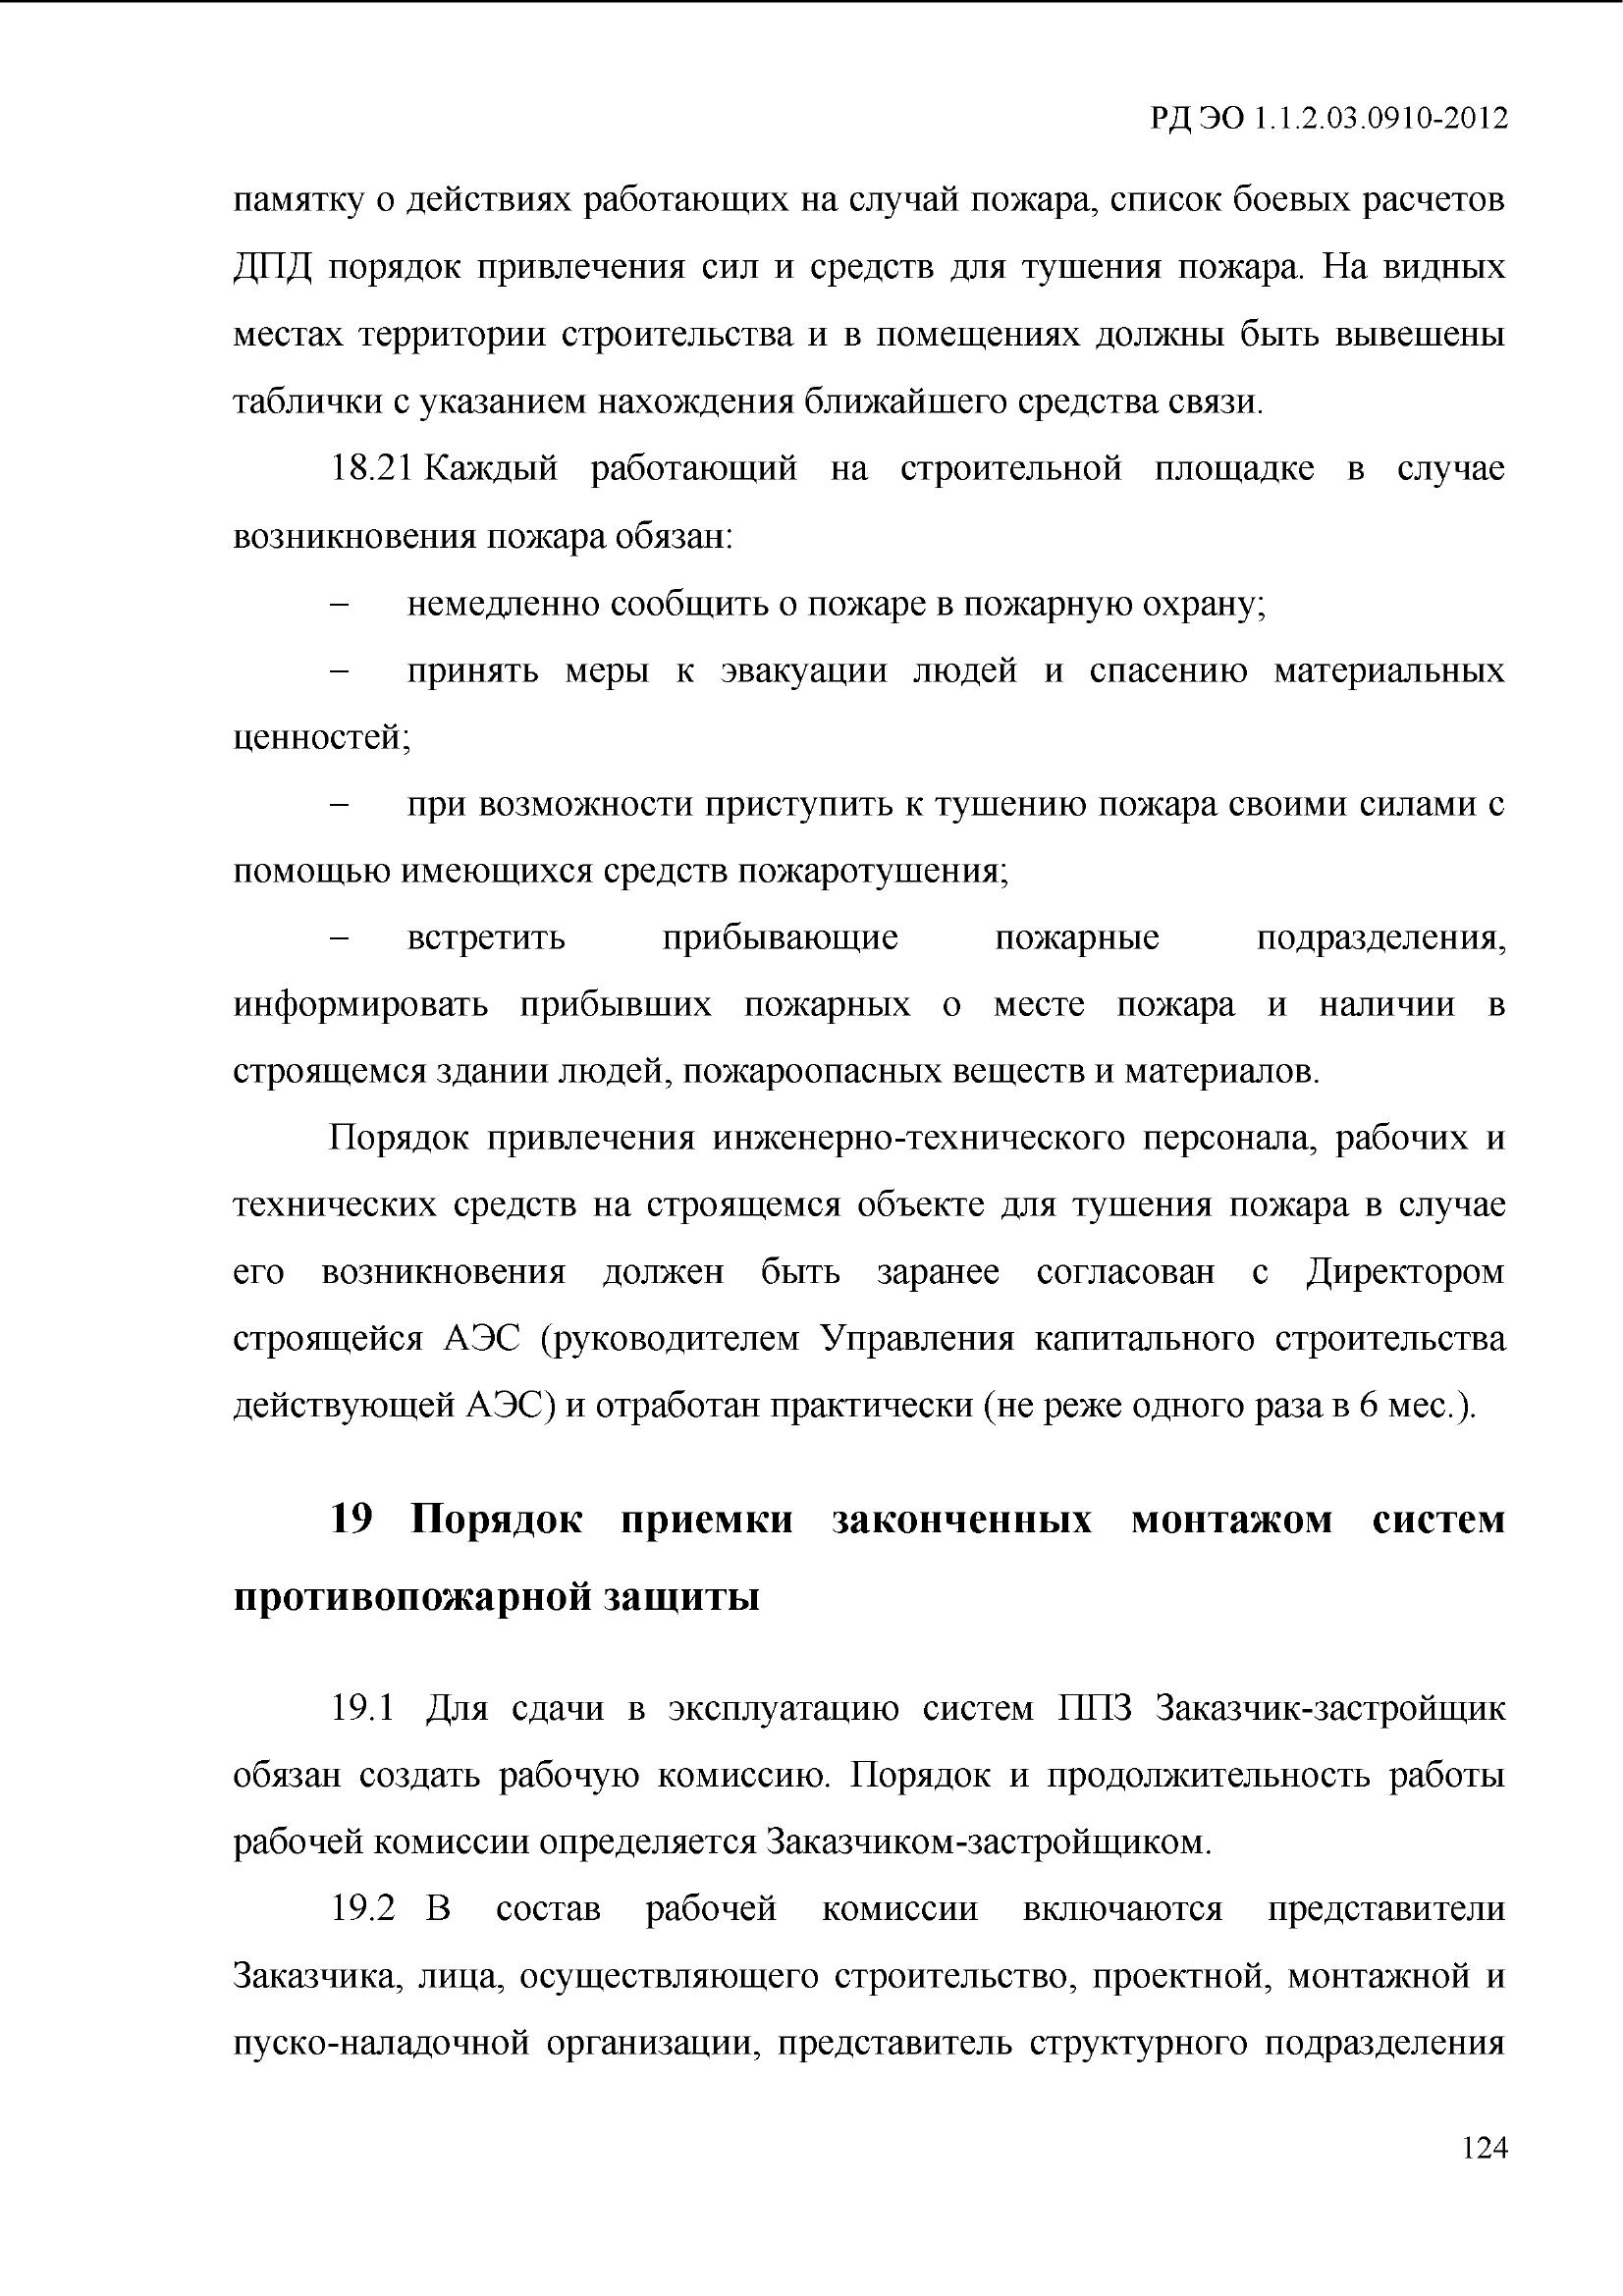 РД ЭО 1.1.2.03.0910-2012
памятку о действиях работающих на случай пожара, список боевых расчетов
ДПД порядок привлечения сил и средств для тушения пожара. На видных
местах территории строительства и в помещениях должны быть вывешены
таблички с указанием нахождения ближайшего средства связи.
18.21 Каждый работающий на строительной площадке в случае
возникновения пожара обязан:
– немедленно сообщить о пожаре в пожарную охрану;
– принять меры к эвакуации людей и спасению материальных
ценностей;
– при возможности приступить к тушению пожара своими силами с
помощью имеющихся средств пожаротушения;
– встретить прибывающие пожарные подразделения,
информировать прибывших пожарных о месте пожара и наличии в
строящемся здании людей, пожароопасных веществ и материалов.
Порядок привлечения инженерно-технического персонала, рабочих и
технических средств на строящемся объекте для тушения пожара в случае
его возникновения должен быть заранее согласован с Директором
строящейся АЭС (руководителем Управления капитального строительства
действующей АЭС) и отработан практически (не реже одного раза в 6 мес.).
19 Порядок приемки законченных монтажом систем
противопожарной защиты
19.1 Для сдачи в эксплуатацию систем ППЗ Заказчик-застройщик
обязан создать рабочую комиссию. Порядок и продолжительность работы
рабочей комиссии определяется Заказчиком-застройщиком.
19.2 В состав рабочей комиссии включаются представители
Заказчика, лица, осуществляющего строительство, проектной, монтажной и
пуско-наладочной организации, представитель структурного подразделения
124